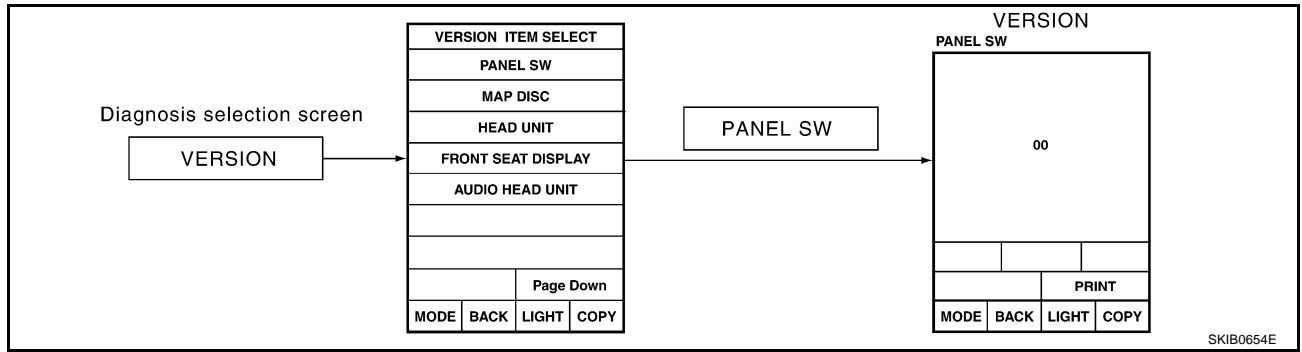 Diagnosis selection screen
VERSION
VERSION ITEM SELECT
PANEL SW
MAP DISC
HEAD UNIT
FRONT SEAT DISPLAY
AUDIO HEAD UNIT
Page Down
MODE BACK LIGHT COPY
PANEL SW
VERSION
PANEL SW
00
PRINT
MODE BACK LIGHT COPY
SKIB0654E